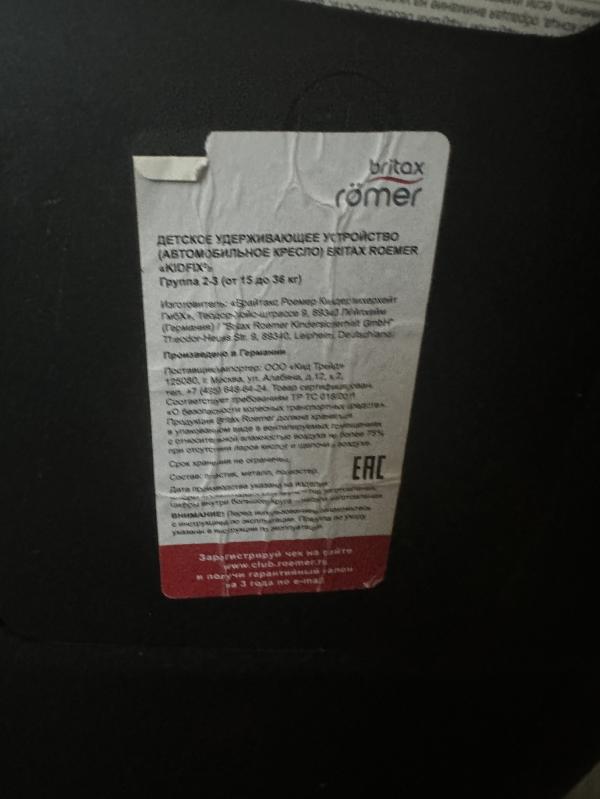 britax
römer
ДЕТСКОЕ УДЕРЖИВАЮЩЕЕ УСТРОЙСТВО
(АВТОМОБИЛЬНОЕ КРЕСЛО) BRITAX ROEMER
«KIDFIX²»
Группа 2-3 (от 15 до 36 кг)
Изготовитель: «Брайтакс Роемер Киндерзихерхейт
ГмбХ», Теодор-Хойс-штрассе 9, 89340 Лейпхейм
(Германия) / "Britax Roemer Kindersicherheit GmbH"
Theodor-Heuss Str. 9, 89340, Leipheim, Deutschland.
Произведено в Германии
Поставщик/импортер: ООО «Кид Трейд»
125080, г. Москва, ул. Алабяна, д.12, к.2,
тел. +7 (495) 648-64-24. Товар сертифицирован.
Соответствует требованиям ТР ТС 018/2011
«О безопасности колесных транспортных средств».
Продукция Britax Roemer должна храниться
в упакованном виде в вентилируемых помещениях
с относительной влажностью воздуха не более 75%
при отсутствии паров кислот и щелочи в воздухе.
Срок хранения не ограничен.
Состав: пластик, металл, полиэстер.
EAC
Дата производства указана на изделии
цифры внутри большого круга
ВНИМАНИЕ! Перед использованием ознакомьтесь
с инструкцией по эксплуатации. Правила по уходу
указаны в инструкции по эксплуатации.
Зарегистрируй чек на сайте
www.club.roemer.ru
и получи гарантийный талон
на 3 года по e-mail